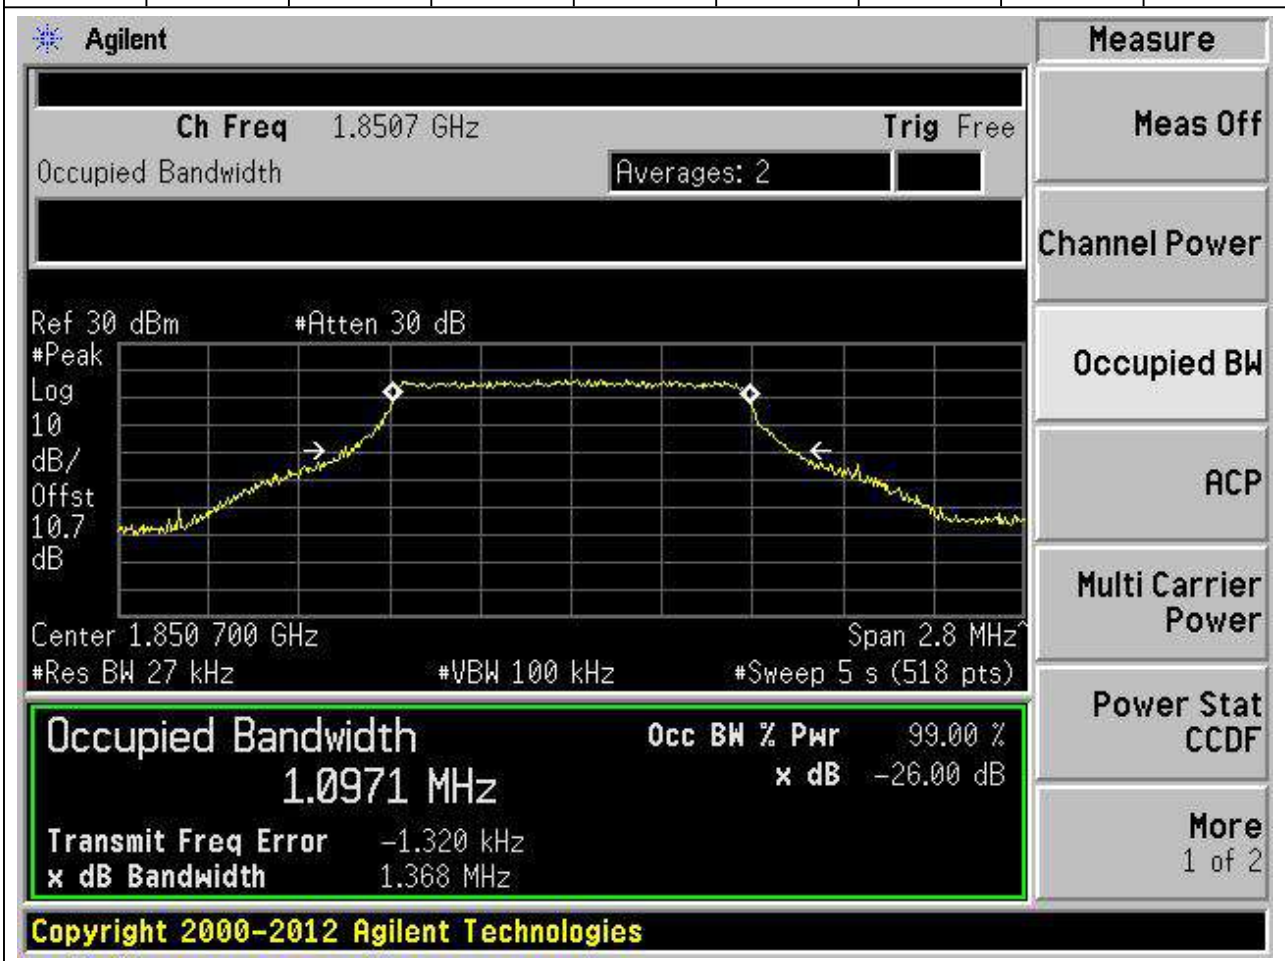 Agilent
Measure
Ch Freq 1.8507 GHz Trig Free
Occupied Bandwidth Averages: 2
Meas Off
Channel Power
Occupied BW
ACP
Multi Carrier
Power
Power Stat
CCDF
More
1 of 2
Ref 30 dBm #Atten 30 dB
#Peak
Log
10
dB/
Offst
10.7
dB
Center 1.850 700 GHz Span 2.8 MHz^
#Res BW 27 kHz #VBW 100 kHz #Sweep 5 s (518 pts)
Occupied Bandwidth Occ BW % Pwr 99.00 %
1.0971 MHz x dB -26.00 dB
Transmit Freq Error -1.320 kHz
x dB Bandwidth 1.368 MHz
Copyright 2000-2012 Agilent Technologies